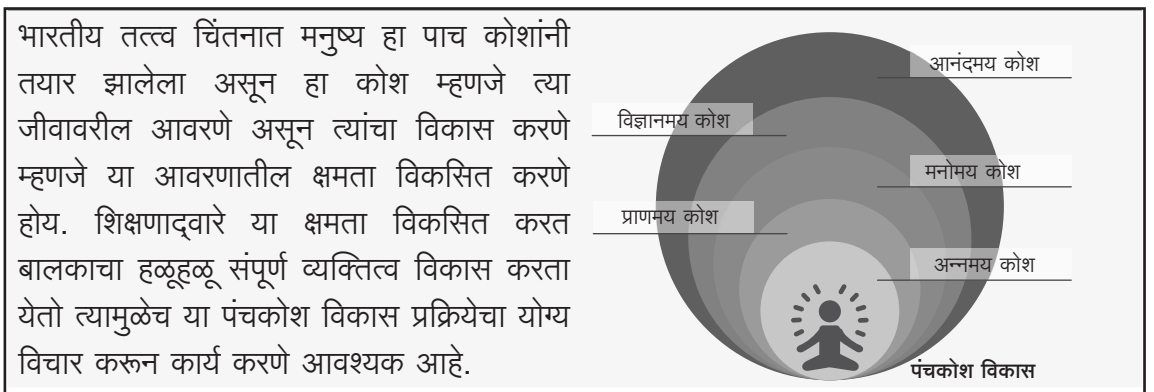 भारतीय तत्त्व चिंतनात मनुष्य हा पाच कोशांनी
तयार झालेला असून हा कोश म्हणजे त्या
जीवावरील आवरणे असून त्यांचा विकास करणे
म्हणजे या आवरणातील क्षमता विकसित करणे
होय. शिक्षणाद्‌वारे या क्षमता विकसित करत
बालकाचा हळूहळू संपूर्ण व्यक्तित्व विकास करता
येतो त्यामुळेच या पंचकोश विकास प्रक्रियेचा योग्य
विचार करून कार्य करणे आवश्यक आहे.
आनंदमय कोश
विज्ञानमय कोश
मनोमय कोश
प्राणमय कोश
अन्नमय कोश
पंचकोश विकास